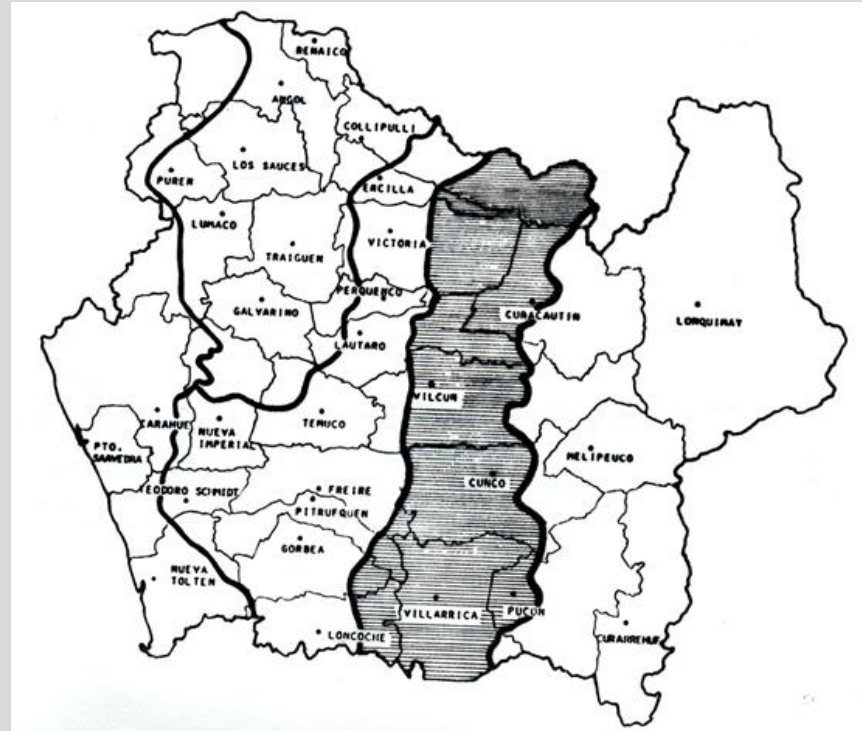 RENAICO
ANGOL
COLLIPULLI
LOS SAUCES
PUREN
ERCILLA
LUMACO
VICTORIA
TRAIGUEN
PERQUENCO
GALVARINO
CURACAUTIN
LONQUIMAY
LAUTARO
VILCUN
CARAHUE
NUEVA
IMPERIAL
TEMUCO
PTO.
SAAVEDRA
MELIPEUCO
CUNCO
TEODORO SCHMIDT
FREIRE
PITRUFQUEN
GORBEA
NUEVA
TOLTEN
VILLARRICA
PUCON
LONCOCHE
CURARREHUE